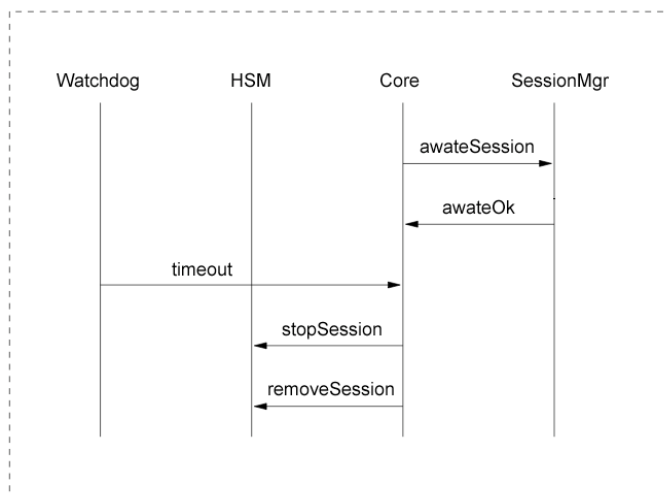 Watchdog HSM Core SessionMgr
awateSession
awateOk
timeout
stopSession
removeSession